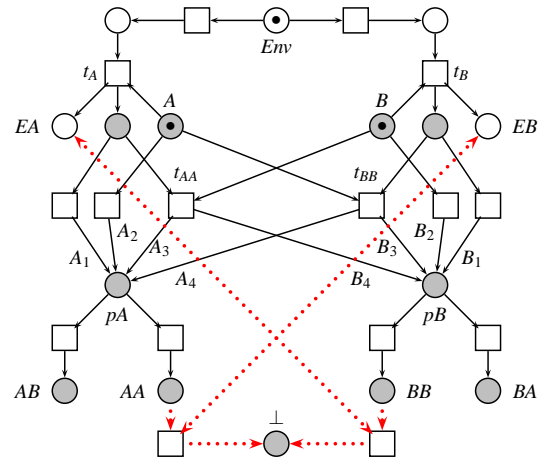 Env
t_A t_B
A B
EA EB
t_AA t_BB
A_1 A_2 A_3 B_3 B_2 B_1
A_4 B_4
pA pB
AB AA BB BA
⊥